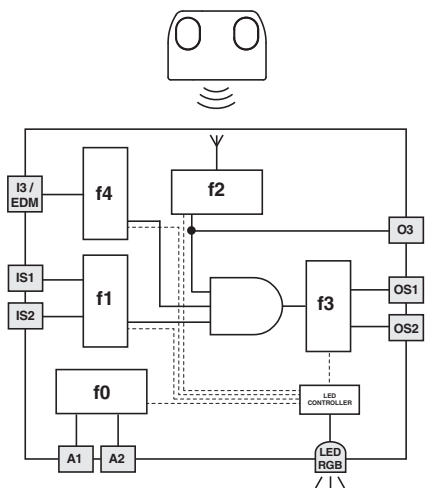 I3 /
EDM
f4
f2
O3
IS1
f1
IS2
f3
OS1
OS2
f0
LED
CONTROLLER
A1
A2
LED
RGB